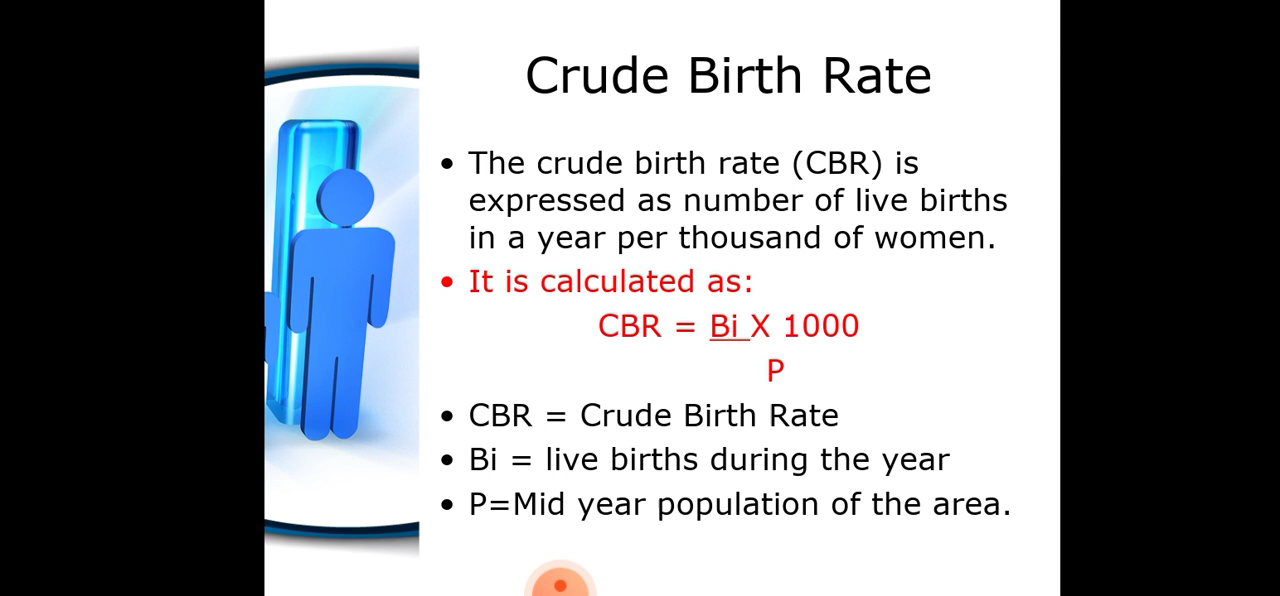 Crude Birth Rate
• The crude birth rate (CBR) is
expressed as number of live births
in a year per thousand of women.
• It is calculated as:
CBR = Bi X 1000
P
• CBR = Crude Birth Rate
• Bi = live births during the year
• P=Mid year population of the area.